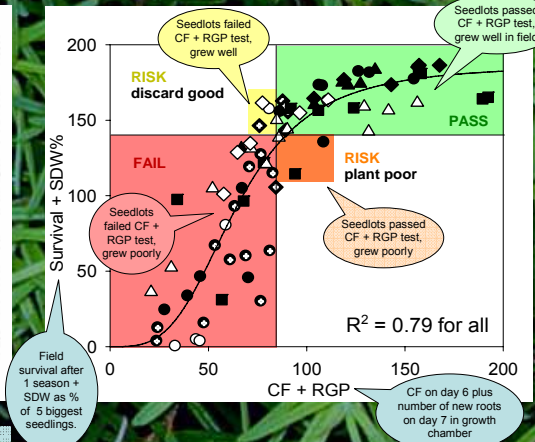 Seedlots failed
CF + RGP test,
grew well
Seedlots passed
CF + RGP test,
grew well in field
200
150
100
50
0
Survival + SDW%
RISK
discard good
PASS
FAIL
RISK
plant poor
Seedlots
failed CF +
RGP test,
grew poorly
Seedlots passed
CF + RGP test,
grew poorly
R² = 0.79 for all
0
50
100
150
200
CF + RGP
Field
survival after
1 season +
SDW as %
of 5 biggest
seedlings.
CF on day 6 plus
number of new roots
on day 7 in growth
chamber